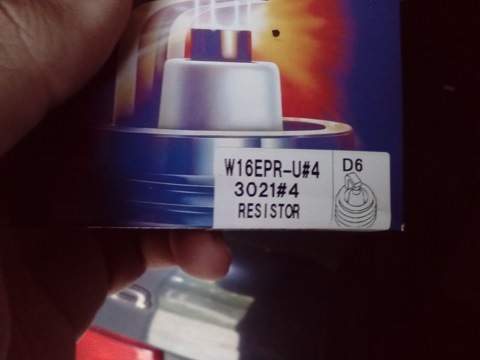 W16EPR-U#4
D6
3021#4
RESISTOR